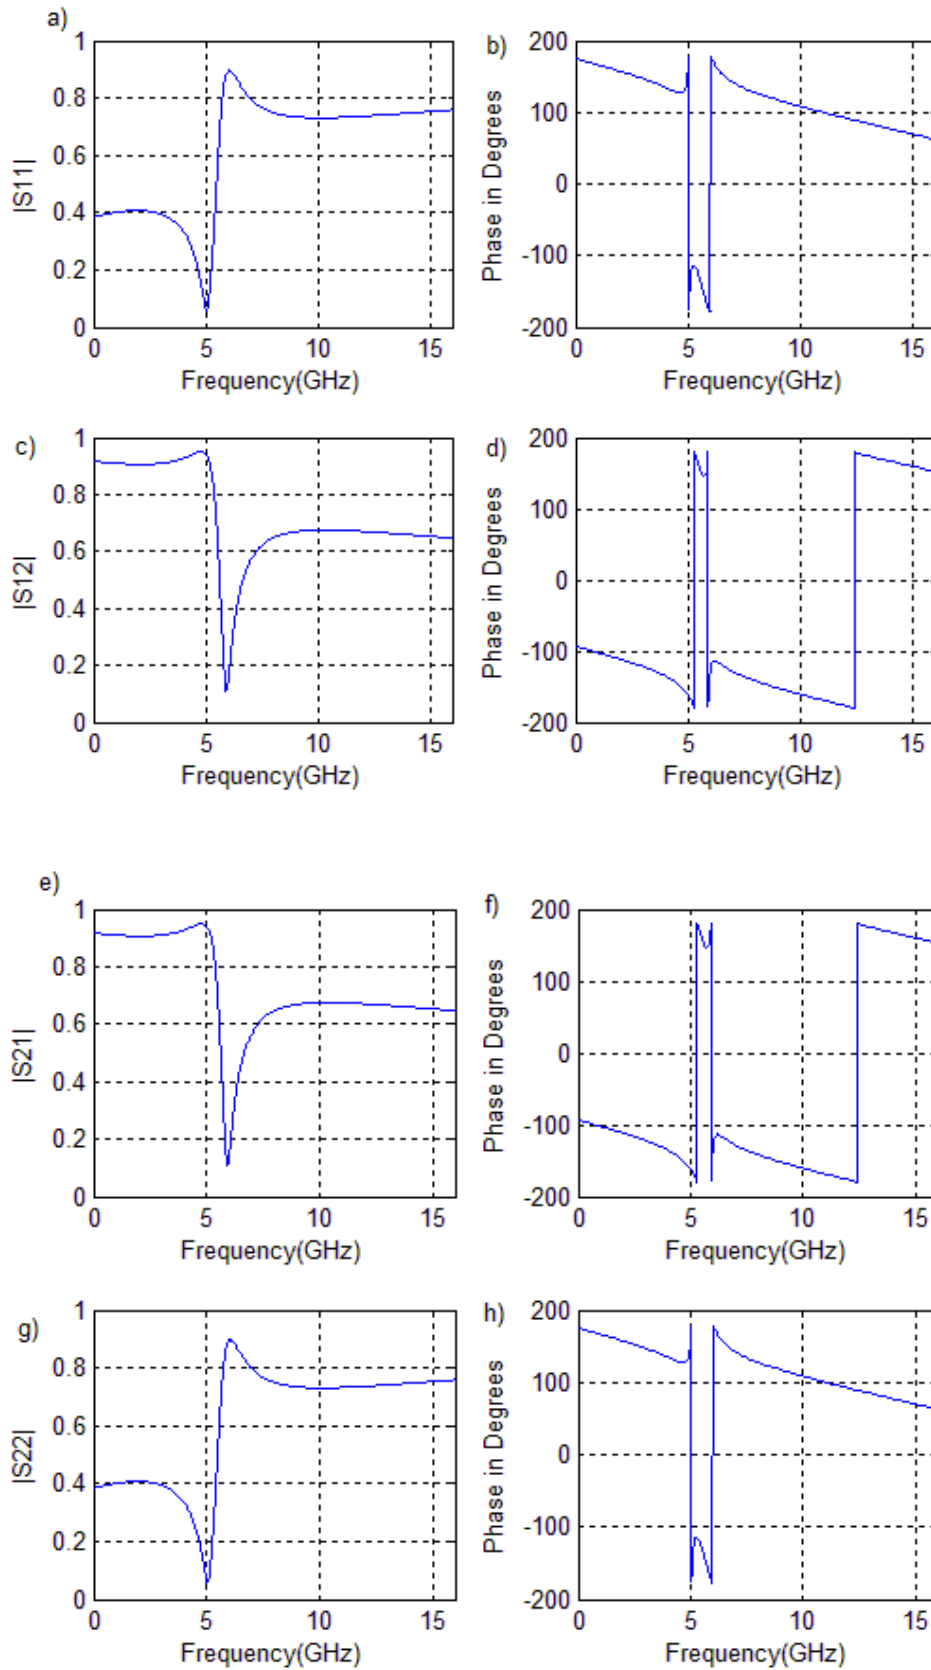 a)
1
0.8
0.6
0.4
0.2
0
|S11|
0 5 10 15
Frequency(GHz)
b)
200
100
0
-100
-200
Phase in Degrees
0 5 10 15
Frequency(GHz)
c)
1
0.8
0.6
0.4
0.2
0
|S12|
0 5 10 15
Frequency(GHz)
d)
200
100
0
-100
-200
Phase in Degrees
0 5 10 15
Frequency(GHz)
e)
1
0.8
0.6
0.4
0.2
0
|S21|
0 5 10 15
Frequency(GHz)
f)
200
100
0
-100
-200
Phase in Degrees
0 5 10 15
Frequency(GHz)
g)
1
0.8
0.6
0.4
0.2
0
|S22|
0 5 10 15
Frequency(GHz)
h)
200
100
0
-100
-200
Phase in Degrees
0 5 10 15
Frequency(GHz)